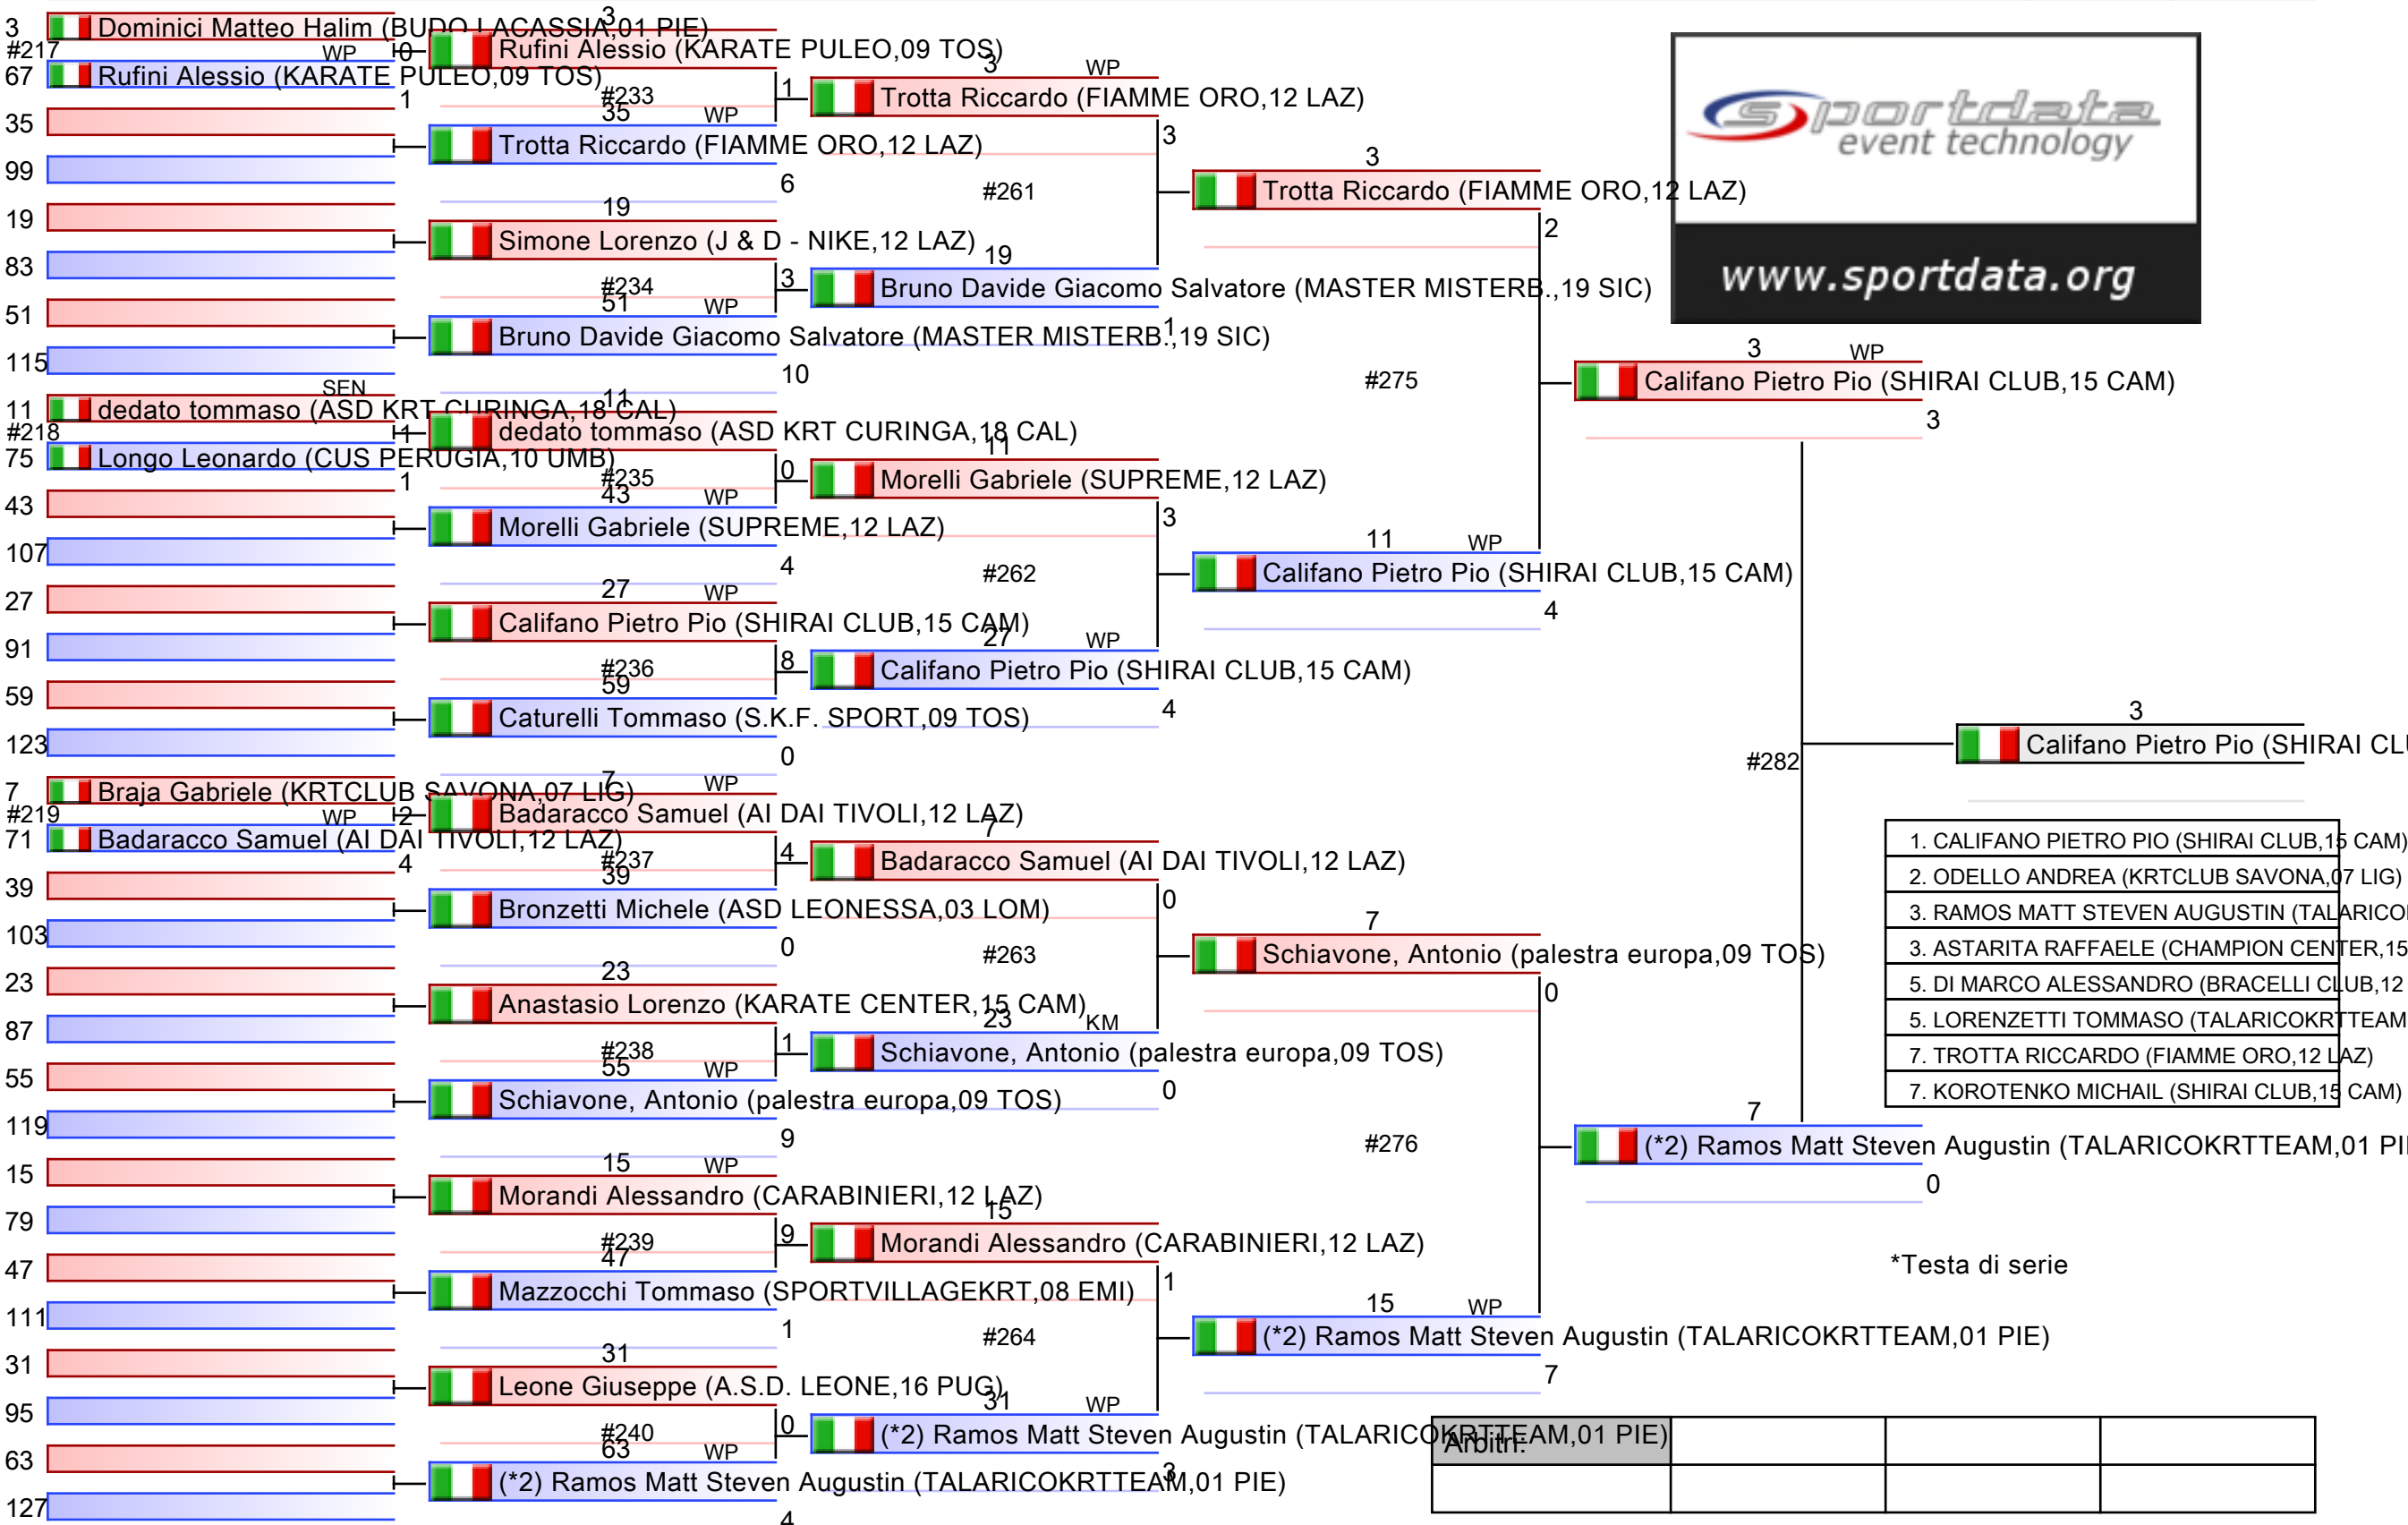 3 Dominici Matteo Halim (BUDO LACASSIA,01 PIE)
#217 WP 0
67 Rufini Alessio (KARATE PULEO,09 TOS)
1
35
99
19
83
51
115
SEN
11 dedato tommaso (ASD KRT CURINGA,18 CAL)
#218 1
75 Longo Leonardo (CUS PERUGIA,10 UMB)
1
43
107
27
91
59
123
7 Braja Gabriele (KRTCLUB SAVONA,07 LIG)
#219 WP 2
71 Badaracco Samuel (AI DAI TIVOLI,12 LAZ)
4
39
103
23
87
55
119
15
79
47
111
31
95
63
127
3
Rufini Alessio (KARATE PULEO,09 TOS)
#233 1
35 WP
Trotta Riccardo (FIAMME ORO,12 LAZ)
6
19
Simone Lorenzo (J & D - NIKE,12 LAZ)
#234 3
51 WP
Bruno Davide Giacomo Salvatore (MASTER MISTERB.,19 SIC)
10
11
dedato tommaso (ASD KRT CURINGA,18 CAL)
#235 0
43 WP
Morelli Gabriele (SUPREME,12 LAZ)
4
27 WP
Califano Pietro Pio (SHIRAI CLUB,15 CAM)
#236 8
59
Caturelli Tommaso (S.K.F. SPORT,09 TOS)
0
7 WP
Badaracco Samuel (AI DAI TIVOLI,12 LAZ)
#237 4
39
Bronzetti Michele (ASD LEONESSA,03 LOM)
0
23
Anastasio Lorenzo (KARATE CENTER,15 CAM)
#238 1
55 WP
Schiavone, Antonio (palestra europa,09 TOS)
9
15 WP
Morandi Alessandro (CARABINIERI,12 LAZ)
#239 9
47
Mazzocchi Tommaso (SPORTVILLAGEKRT,08 EMI)
1
31
Leone Giuseppe (A.S.D. LEONE,16 PUG)
#240 0
63 WP
(*2) Ramos Matt Steven Augustin (TALARICOKRTTEAM,01 PIE)
4
3 WP
Trotta Riccardo (FIAMME ORO,12 LAZ)
3
#261
19
Bruno Davide Giacomo Salvatore (MASTER MISTERB.,19 SIC)
1
11
Morelli Gabriele (SUPREME,12 LAZ)
3
#262
27 WP
Califano Pietro Pio (SHIRAI CLUB,15 CAM)
4
7
Badaracco Samuel (AI DAI TIVOLI,12 LAZ)
0
#263
23 KM
Schiavone, Antonio (palestra europa,09 TOS)
0
15
Morandi Alessandro (CARABINIERI,12 LAZ)
1
#264
31 WP
(*2) Ramos Matt Steven Augustin (TALARICOKRTTEAM,01 PIE)
3
3
Trotta Riccardo (FIAMME ORO,12 LAZ)
2
#275
11 WP
Califano Pietro Pio (SHIRAI CLUB,15 CAM)
4
7
Schiavone, Antonio (palestra europa,09 TOS)
0
#276
15 WP
(*2) Ramos Matt Steven Augustin (TALARICOKRTTEAM,01 PIE)
7
sportdata
event technology
www.sportdata.org
3 WP
Califano Pietro Pio (SHIRAI CLUB,15 CAM)
3
#282
7
(*2) Ramos Matt Steven Augustin (TALARICOKRTTEAM,01 PI
0
3
Califano Pietro Pio (SHIRAI CL
1. CALIFANO PIETRO PIO (SHIRAI CLUB,15 CAM)
2. ODELLO ANDREA (KRTCLUB SAVONA,07 LIG)
3. RAMOS MATT STEVEN AUGUSTIN (TALARICO
3. ASTARITA RAFFAELE (CHAMPION CENTER,15
5. DI MARCO ALESSANDRO (BRACELLI CLUB,12
5. LORENZETTI TOMMASO (TALARICOKRTTEAM
7. TROTTA RICCARDO (FIAMME ORO,12 LAZ)
7. KOROTENKO MICHAIL (SHIRAI CLUB,15 CAM)
*Testa di serie
Arbitri: